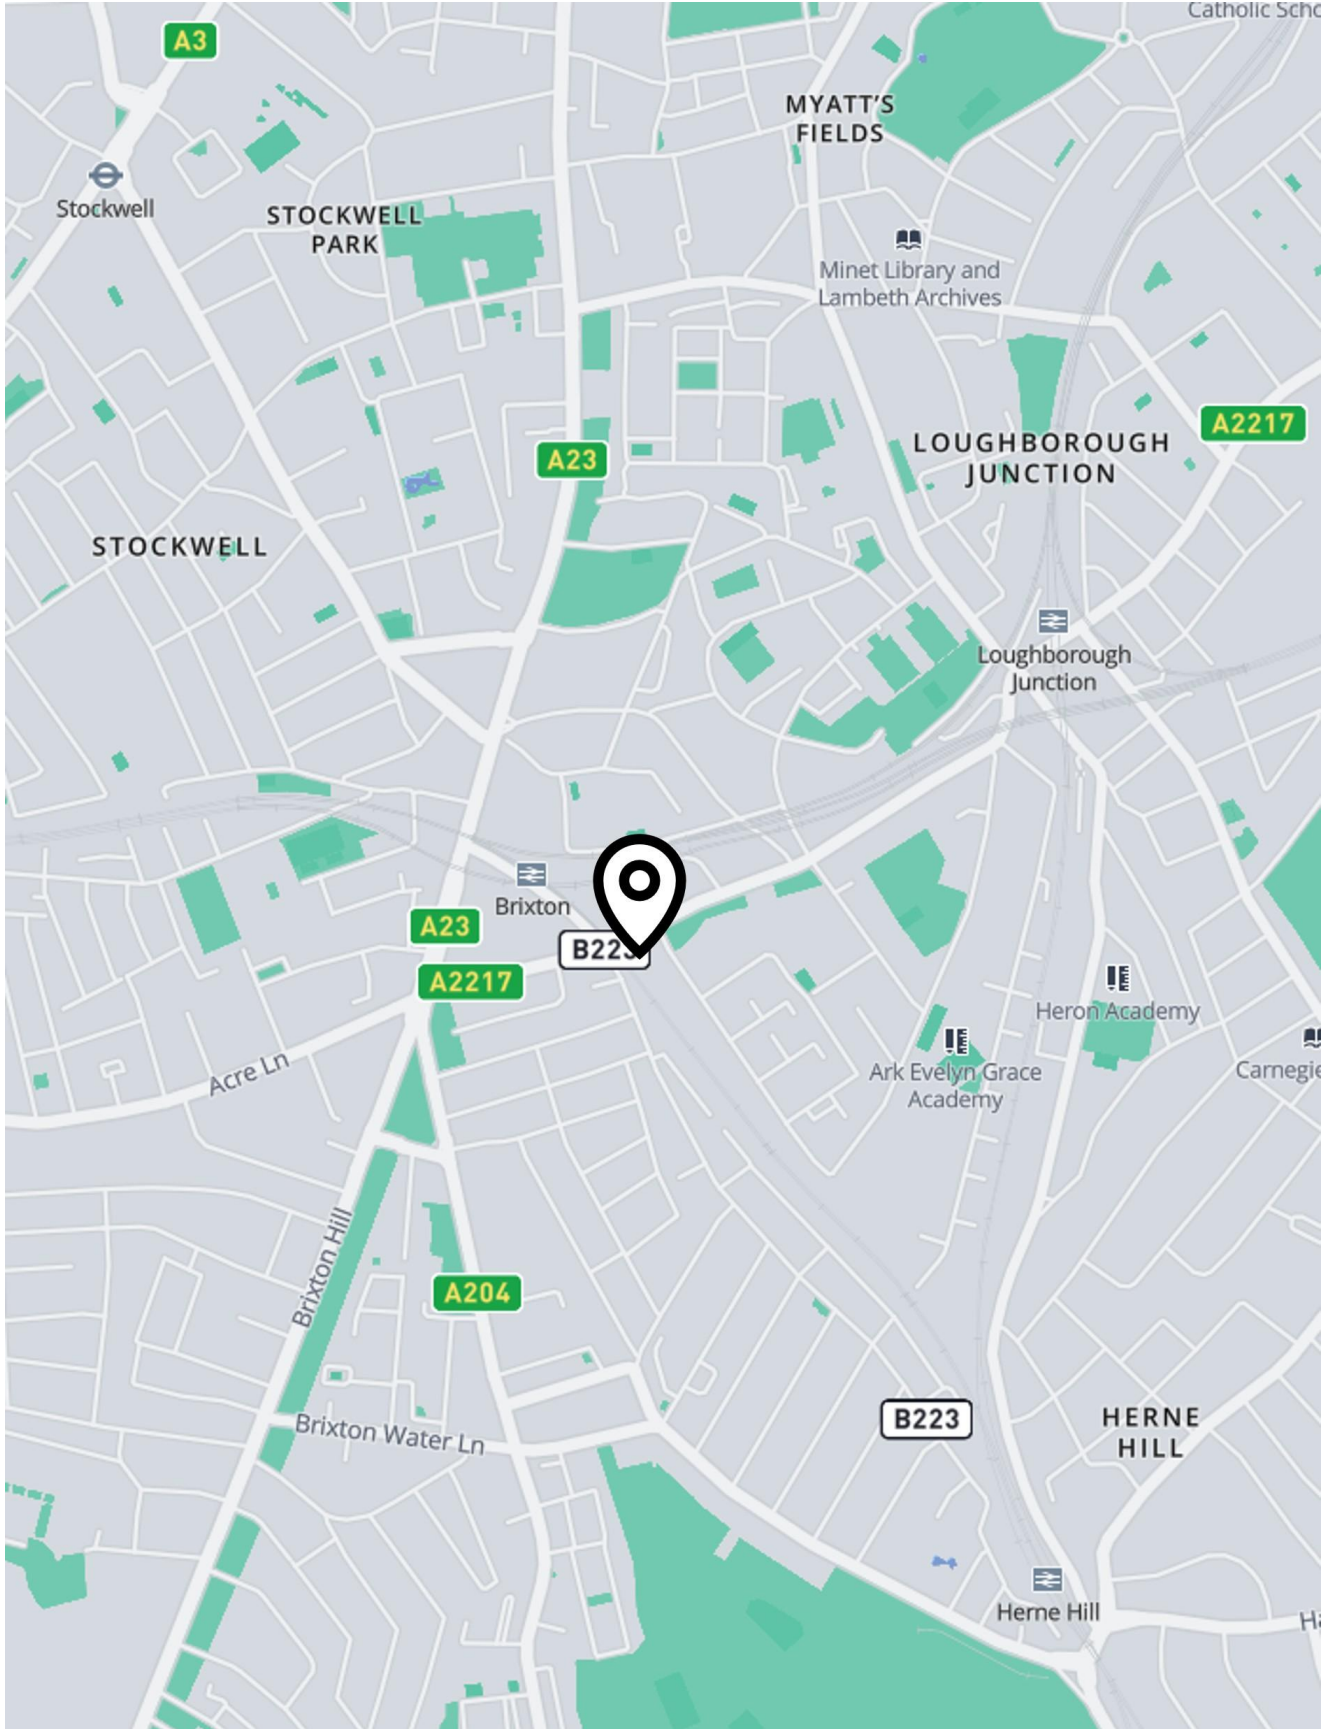 Catholic Scho
A3
MYATT'S
FIELDS
Stockwell
STOCKWELL
PARK
Minet Library and
Lambeth Archives
A2217
LOUGHBOROUGH
JUNCTION
A23
STOCKWELL
Loughborough
Junction
Brixton
A23
B223
A2217
Heron Academy
Acre Ln
Ark Evelyn Grace
Academy
Carnegie
Brixton Hill
A204
B223
HERNE
HILL
Brixton Water Ln
Herne Hill
Ha